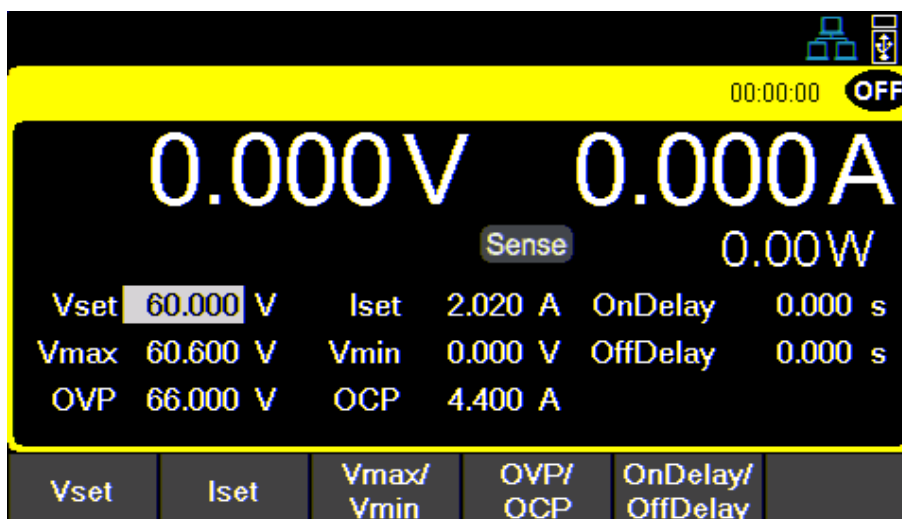 00:00:00 OFF
0.000V 0.000A
Sense 0.00W
Vset 60.000 V Iset 2.020 A OnDelay 0.000 s
Vmax 60.600 V Vmin 0.000 V OffDelay 0.000 s
OVP 66.000 V OCP 4.400 A
Vset Iset Vmax/ OVP/ OnDelay/
Vmin OCP OffDelay